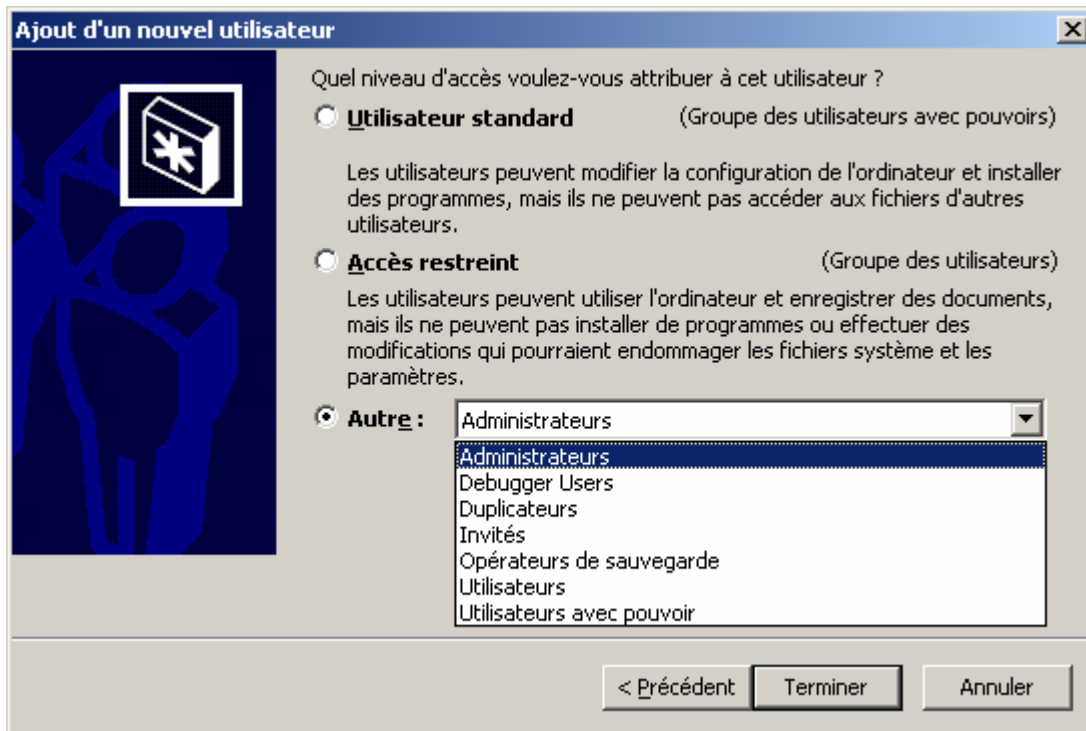 Ajout d'un nouvel utilisateur
Quel niveau d'accès voulez-vous attribuer à cet utilisateur ?
Utilisateur standard (Groupe des utilisateurs avec pouvoirs)
Les utilisateurs peuvent modifier la configuration de l'ordinateur et installer
des programmes, mais ils ne peuvent pas accéder aux fichiers d'autres
utilisateurs.
Accès restreint (Groupe des utilisateurs)
Les utilisateurs peuvent utiliser l'ordinateur et enregistrer des documents,
mais ils ne peuvent pas installer de programmes ou effectuer des
modifications qui pourraient endommager les fichiers système et les
paramètres.
Autre : Administrateurs
Administrateurs
Debugger Users
Duplicateurs
Invités
Opérateurs de sauvegarde
Utilisateurs
Utilisateurs avec pouvoir
< Précédent Terminer Annuler